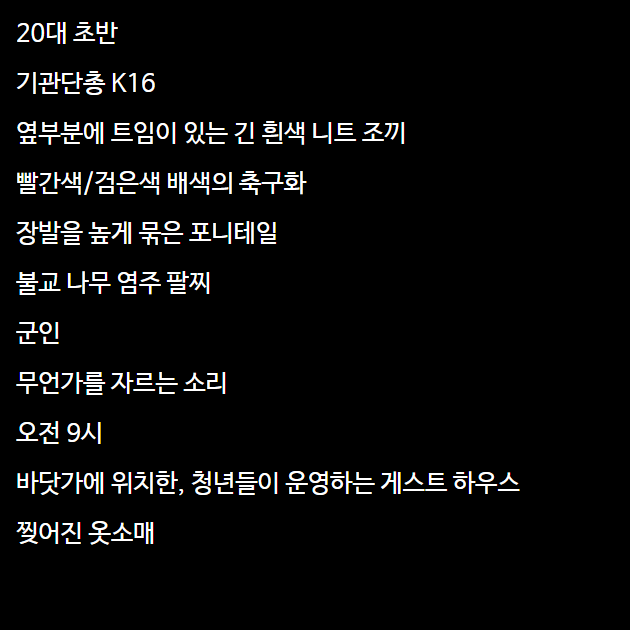 20대 초반
기관단총 K16
옆부분에 트임이 있는 긴 흰색 니트 조끼
빨간색/검은색 배색의 축구화
장발을 높게 묶은 포니테일
불교 나무 염주 팔찌
군인
무언가를 자르는 소리
오전 9시
바닷가에 위치한, 청년들이 운영하는 게스트 하우스
찢어진 옷소매